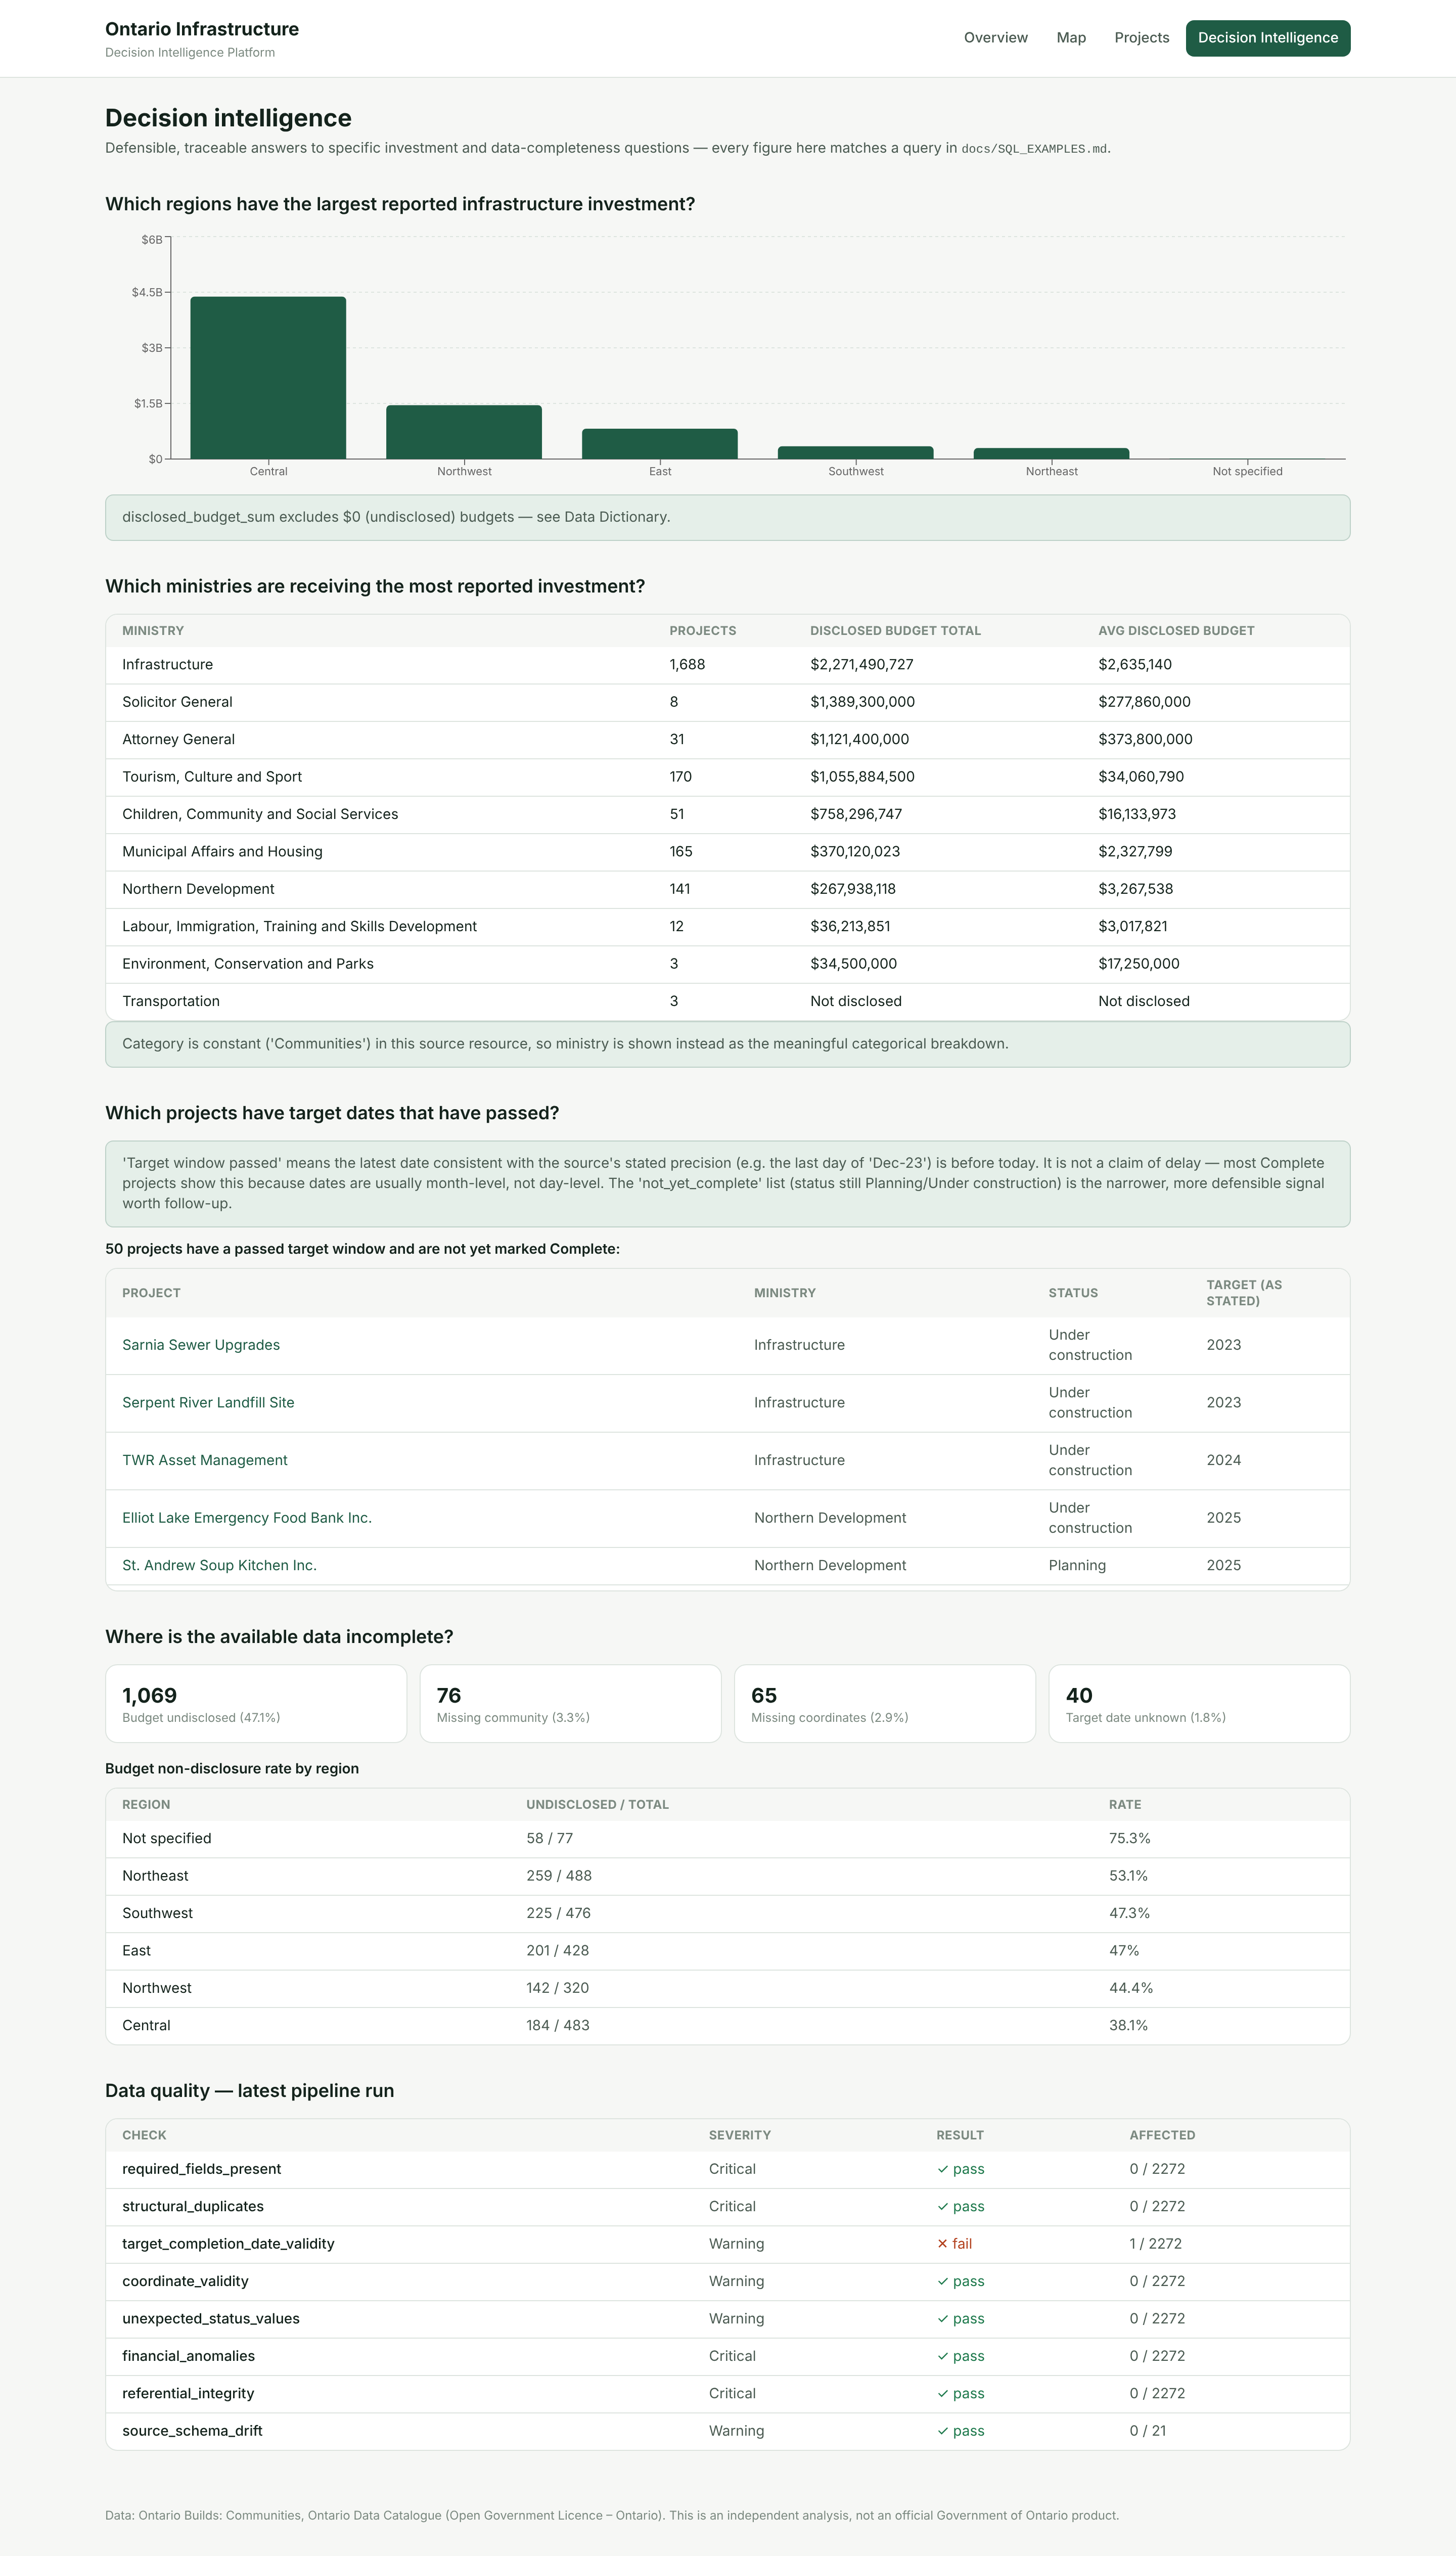 Ontario Infrastructure
Decision Intelligence Platform
Overview
Map
Projects
Decision Intelligence
Decision intelligence
Defensible, traceable answers to specific investment and data-completeness questions — every figure here matches a query in docs/SQL_EXAMPLES.md.
Which regions have the largest reported infrastructure investment?
$6B
$4.5B
$3B
$1.5B
$0
Central
Northwest
East
Southwest
Northeast
Not specified
disclosed_budget_sum excludes $0 (undisclosed) budgets — see Data Dictionary.
Which ministries are receiving the most reported investment?
MINISTRY PROJECTS DISCLOSED BUDGET TOTAL AVG DISCLOSED BUDGET
Infrastructure 1,688 $2,271,490,727 $2,635,140
Solicitor General 8 $1,389,300,000 $277,860,000
Attorney General 31 $1,121,400,000 $373,800,000
Tourism, Culture and Sport 170 $1,055,884,500 $34,060,790
Children, Community and Social Services 51 $758,296,747 $16,133,973
Municipal Affairs and Housing 165 $370,120,023 $2,327,799
Northern Development 141 $267,938,118 $3,267,538
Labour, Immigration, Training and Skills Development 12 $36,213,851 $3,017,821
Environment, Conservation and Parks 3 $34,500,000 $17,250,000
Transportation 3 Not disclosed Not disclosed
Category is constant ('Communities') in this source resource, so ministry is shown instead as the meaningful categorical breakdown.
Which projects have target dates that have passed?
'Target window passed' means the latest date consistent with the source's stated precision (e.g. the last day of 'Dec-23') is before today. It is not a claim of delay — most Complete
projects show this because dates are usually month-level, not day-level. The 'not_yet_complete' list (status still Planning/Under construction) is the narrower, more defensible signal
worth follow-up.
50 projects have a passed target window and are not yet marked Complete:
PROJECT MINISTRY STATUS TARGET (AS STATED)
Sarnia Sewer Upgrades Infrastructure Under construction 2023
Serpent River Landfill Site Infrastructure Under construction 2023
TWR Asset Management Infrastructure Under construction 2024
Elliot Lake Emergency Food Bank Inc. Northern Development Under construction 2025
St. Andrew Soup Kitchen Inc. Northern Development Planning 2025
Where is the available data incomplete?
1,069
Budget undisclosed (47.1%)
76
Missing community (3.3%)
65
Missing coordinates (2.9%)
40
Target date unknown (1.8%)
Budget non-disclosure rate by region
REGION UNDISCLOSED / TOTAL RATE
Not specified 58 / 77 75.3%
Northeast 259 / 488 53.1%
Southwest 225 / 476 47.3%
East 201 / 428 47%
Northwest 142 / 320 44.4%
Central 184 / 483 38.1%
Data quality — latest pipeline run
CHECK SEVERITY RESULT AFFECTED
required_fields_present Critical ✓ pass 0 / 2272
structural_duplicates Critical ✓ pass 0 / 2272
target_completion_date_validity Warning ✕ fail 1 / 2272
coordinate_validity Warning ✓ pass 0 / 2272
unexpected_status_values Warning ✓ pass 0 / 2272
financial_anomalies Critical ✓ pass 0 / 2272
referential_integrity Critical ✓ pass 0 / 2272
source_schema_drift Warning ✓ pass 0 / 21
Data: Ontario Builds: Communities, Ontario Data Catalogue (Open Government Licence – Ontario). This is an independent analysis, not an official Government of Ontario product.